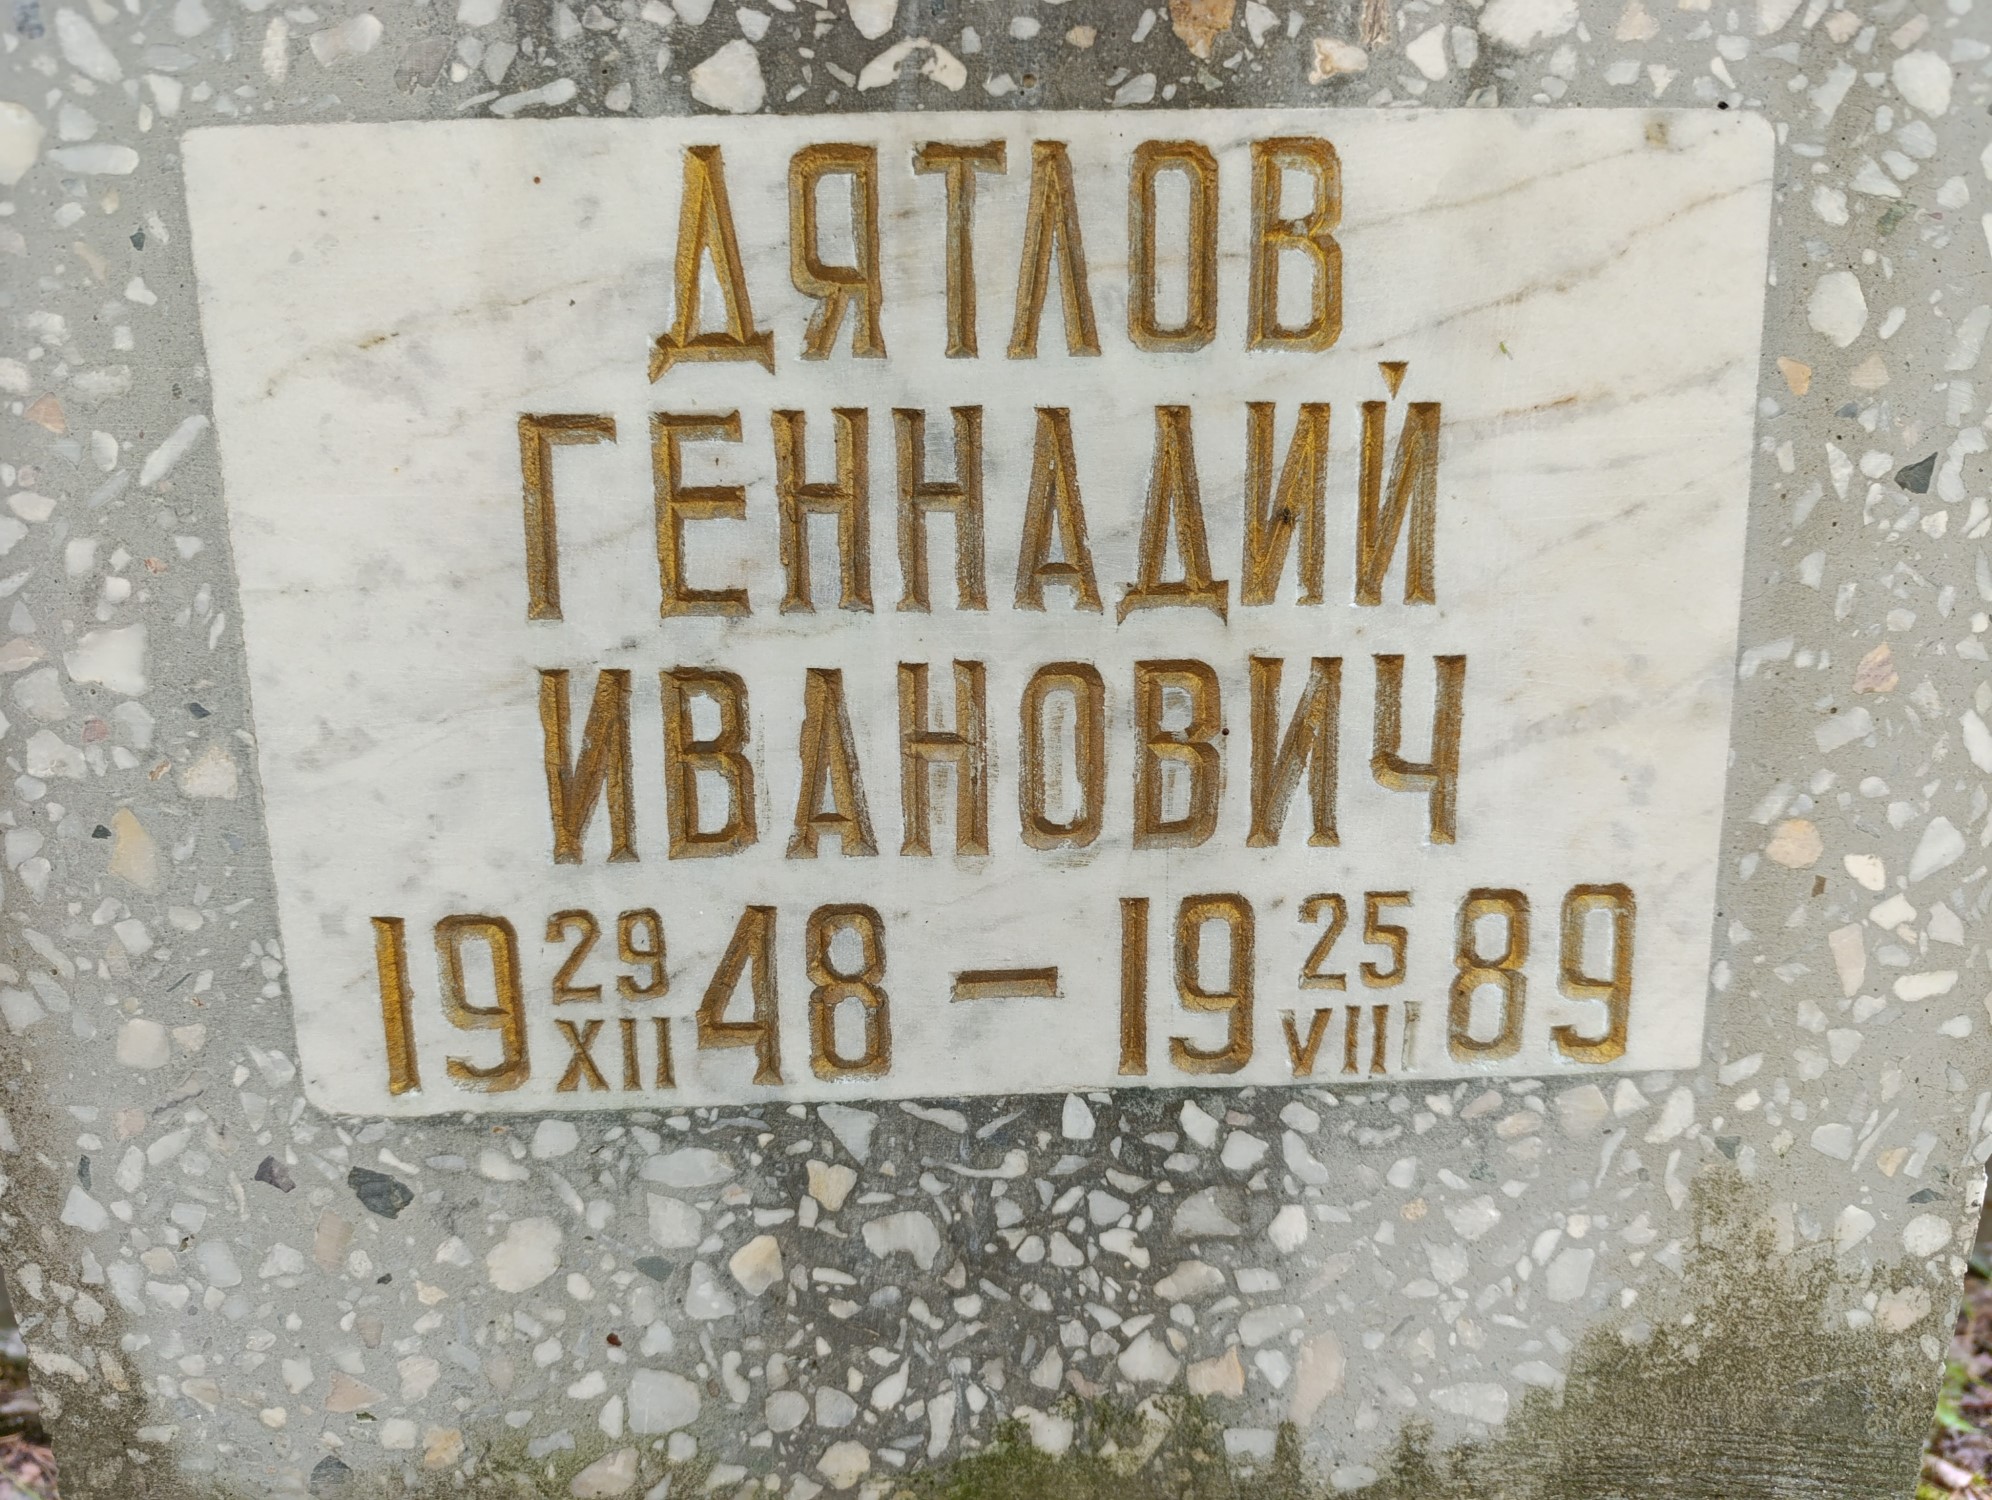 ДЯТЛОВ
ГЕННАДИЙ
ИВАНОВИЧ
19 29/XII 48 – 19 25/VIII 89